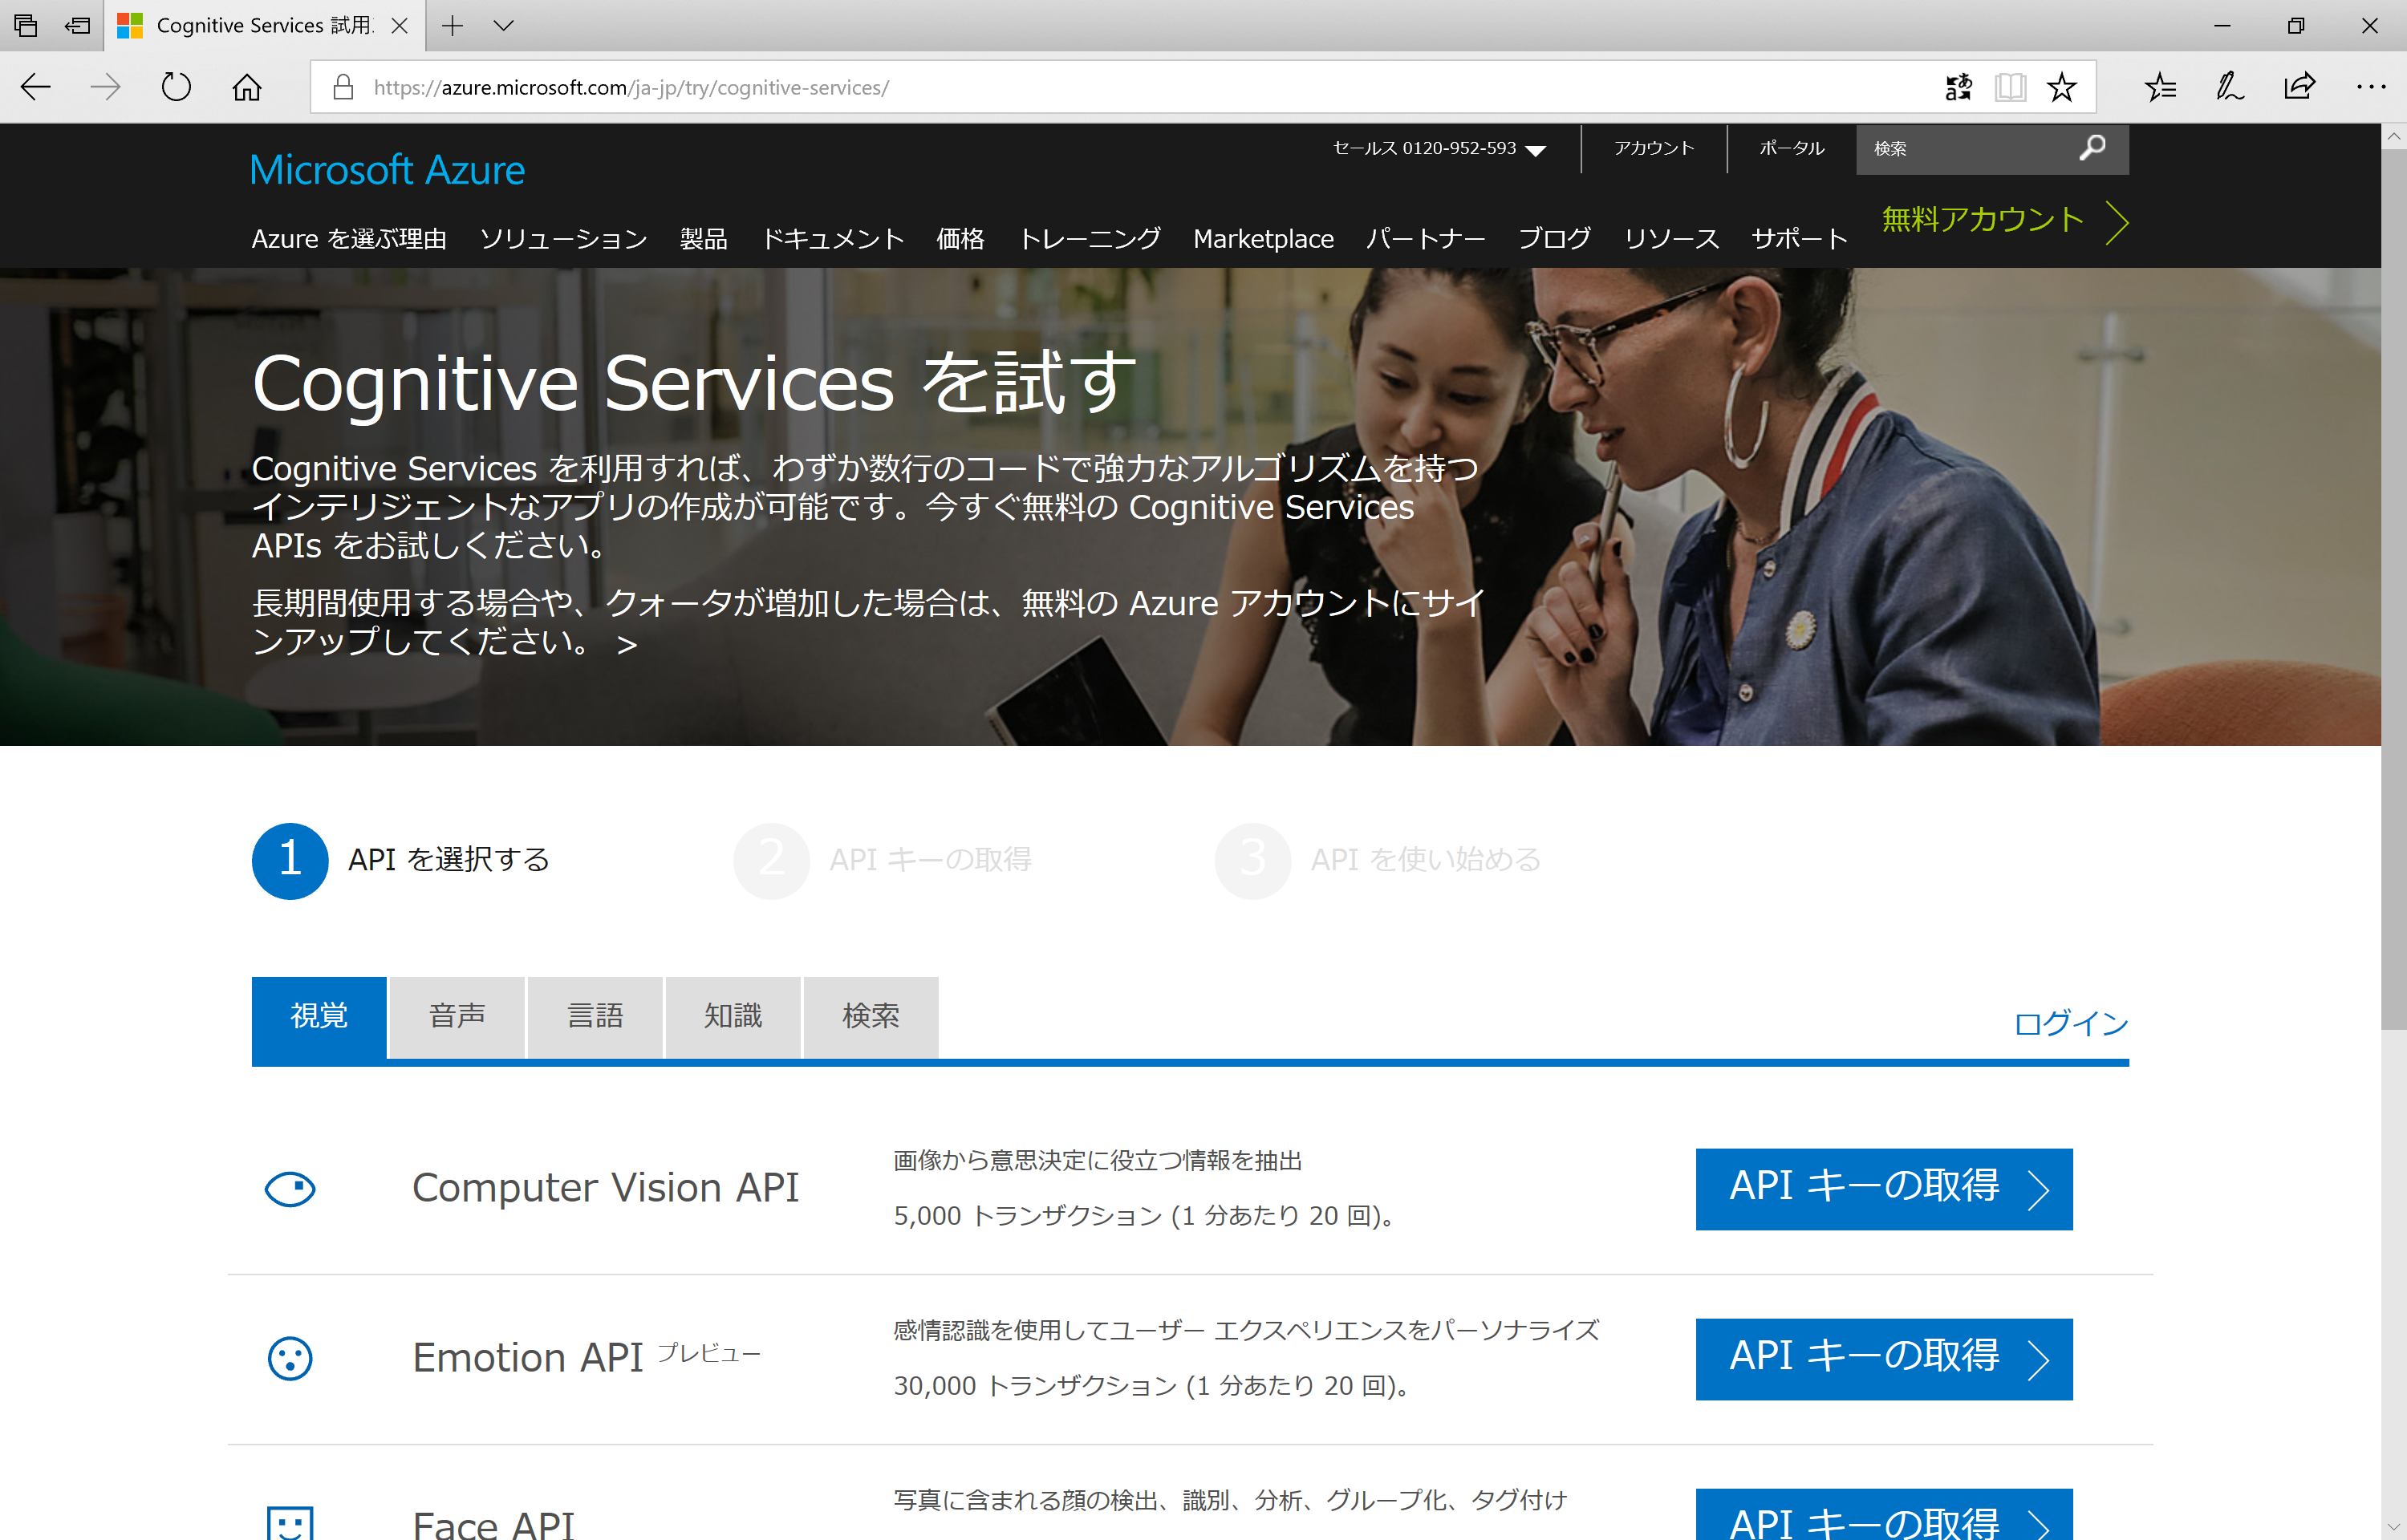 Cognitive Services 試用
https://azure.microsoft.com/ja-jp/try/cognitive-services/
Microsoft Azure
セールス 0120-952-593
アカウント
ポータル
検索
Azure を選ぶ理由
ソリューション
製品
ドキュメント
価格
トレーニング
Marketplace
パートナー
ブログ
リソース
サポート
無料アカウント
Cognitive Services を試す
Cognitive Services を利用すれば、わずか数行のコードで強力なアルゴリズムを持つ
インテリジェントなアプリの作成が可能です。今すぐ無料の Cognitive Services
APIs をお試しください。
長期間使用する場合や、クォータが増加した場合は、無料の Azure アカウントにサイ
ンアップしてください。 >
1 API を選択する
2 API キーの取得
3 API を使い始める
視覚
音声
言語
知識
検索
ログイン
Computer Vision API
画像から意思決定に役立つ情報を抽出
5,000 トランザクション (1 分あたり 20 回)。
API キーの取得
Emotion API プレビュー
感情認識を使用してユーザー エクスペリエンスをパーソナライズ
30,000 トランザクション (1 分あたり 20 回)。
API キーの取得
Face API
写真に含まれる顔の検出、識別、分析、グループ化、タグ付け
API キーの取得